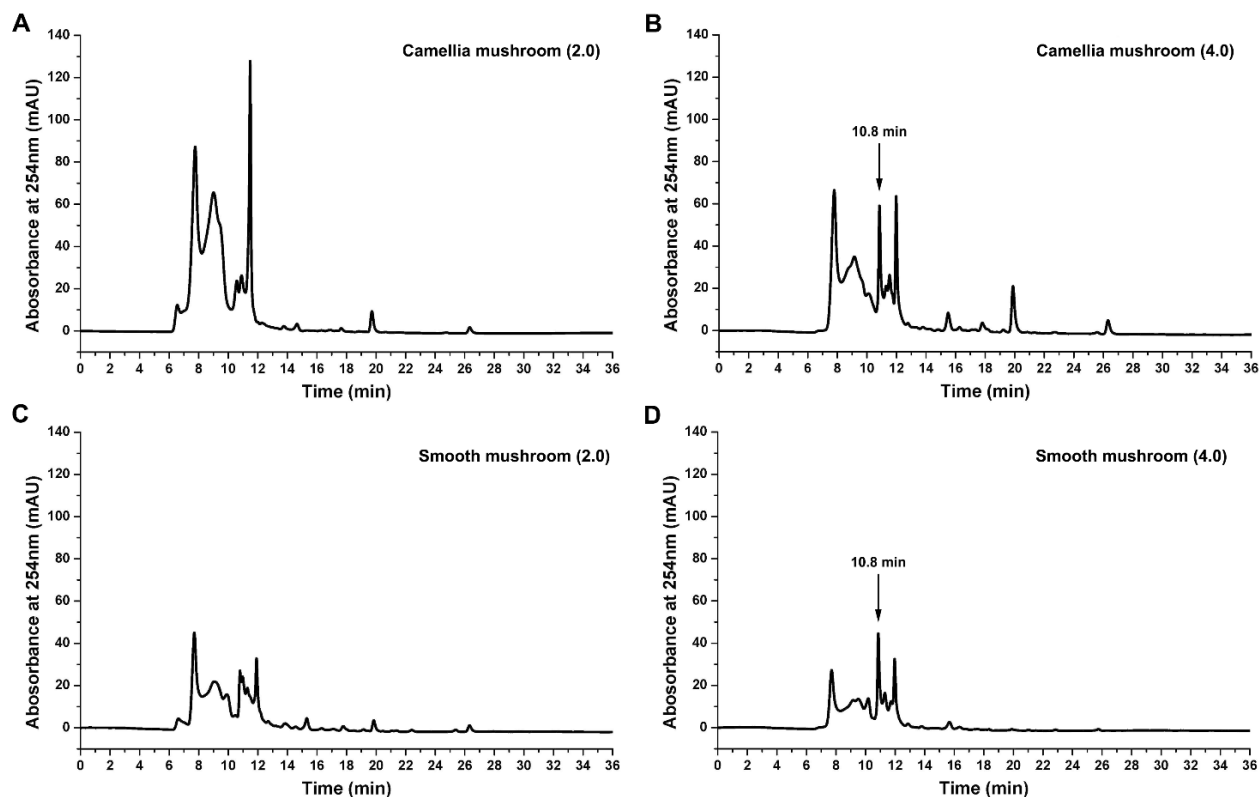 A
Camellia mushroom (2.0)
Abosorbance at 254nm (mAU)
140
120
100
80
60
40
20
0
0 2 4 6 8 10 12 14 16 18 20 22 24 26 28 30 32 34 36
Time (min)
B
Camellia mushroom (4.0)
10.8 min
Abosorbance at 254nm (mAU)
140
120
100
80
60
40
20
0
0 2 4 6 8 10 12 14 16 18 20 22 24 26 28 30 32 34 36
Time (min)
C
Smooth mushroom (2.0)
Abosorbance at 254nm (mAU)
140
120
100
80
60
40
20
0
0 2 4 6 8 10 12 14 16 18 20 22 24 26 28 30 32 34 36
Time (min)
D
Smooth mushroom (4.0)
10.8 min
Abosorbance at 254nm (mAU)
140
120
100
80
60
40
20
0
0 2 4 6 8 10 12 14 16 18 20 22 24 26 28 30 32 34 36
Time (min)